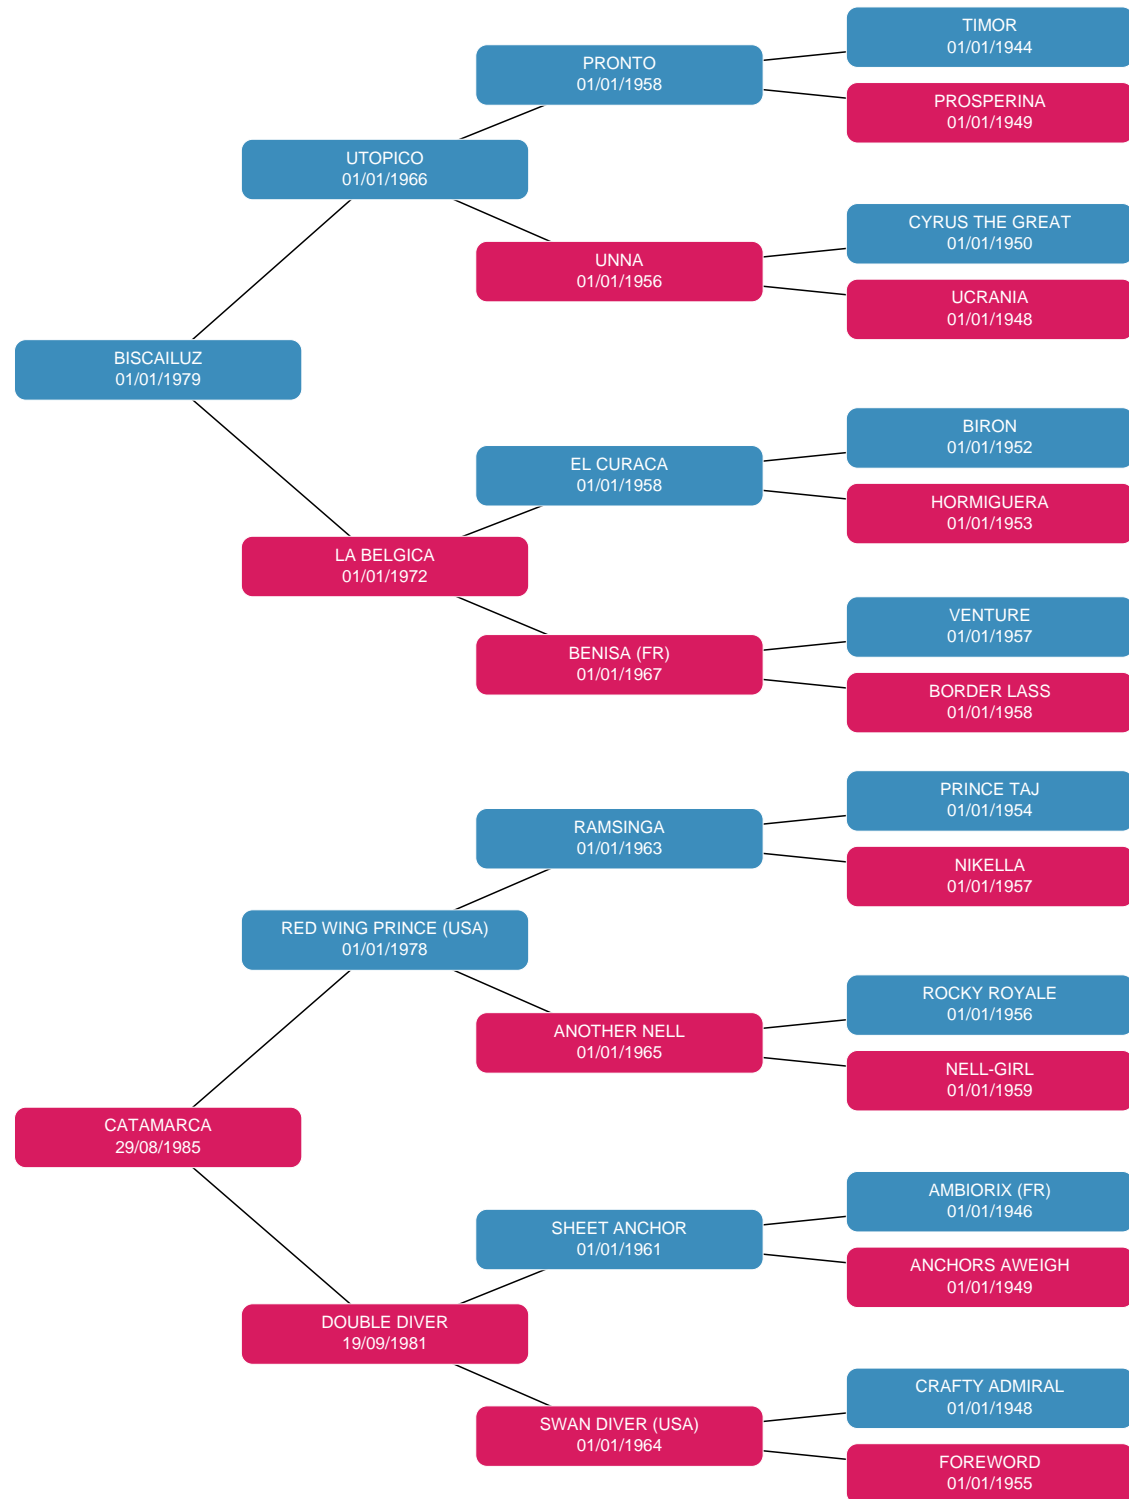 TIMOR
01/01/1944
PRONTO
01/01/1958
PROSPERINA
01/01/1949
UTOPICO
01/01/1966
CYRUS THE GREAT
01/01/1950
UNNA
01/01/1956
UCRANIA
01/01/1948
BISCAILUZ
01/01/1979
BIRON
01/01/1952
EL CURACA
01/01/1958
HORMIGUERA
01/01/1953
LA BELGICA
01/01/1972
VENTURE
01/01/1957
BENISA (FR)
01/01/1967
BORDER LASS
01/01/1958
PRINCE TAJ
01/01/1954
RAMSINGA
01/01/1963
NIKELLA
01/01/1957
RED WING PRINCE (USA)
01/01/1978
ROCKY ROYALE
01/01/1956
ANOTHER NELL
01/01/1965
NELL-GIRL
01/01/1959
CATAMARCA
29/08/1985
AMBIORIX (FR)
01/01/1946
SHEET ANCHOR
01/01/1961
ANCHORS AWEIGH
01/01/1949
DOUBLE DIVER
19/09/1981
CRAFTY ADMIRAL
01/01/1948
SWAN DIVER (USA)
01/01/1964
FOREWORD
01/01/1955